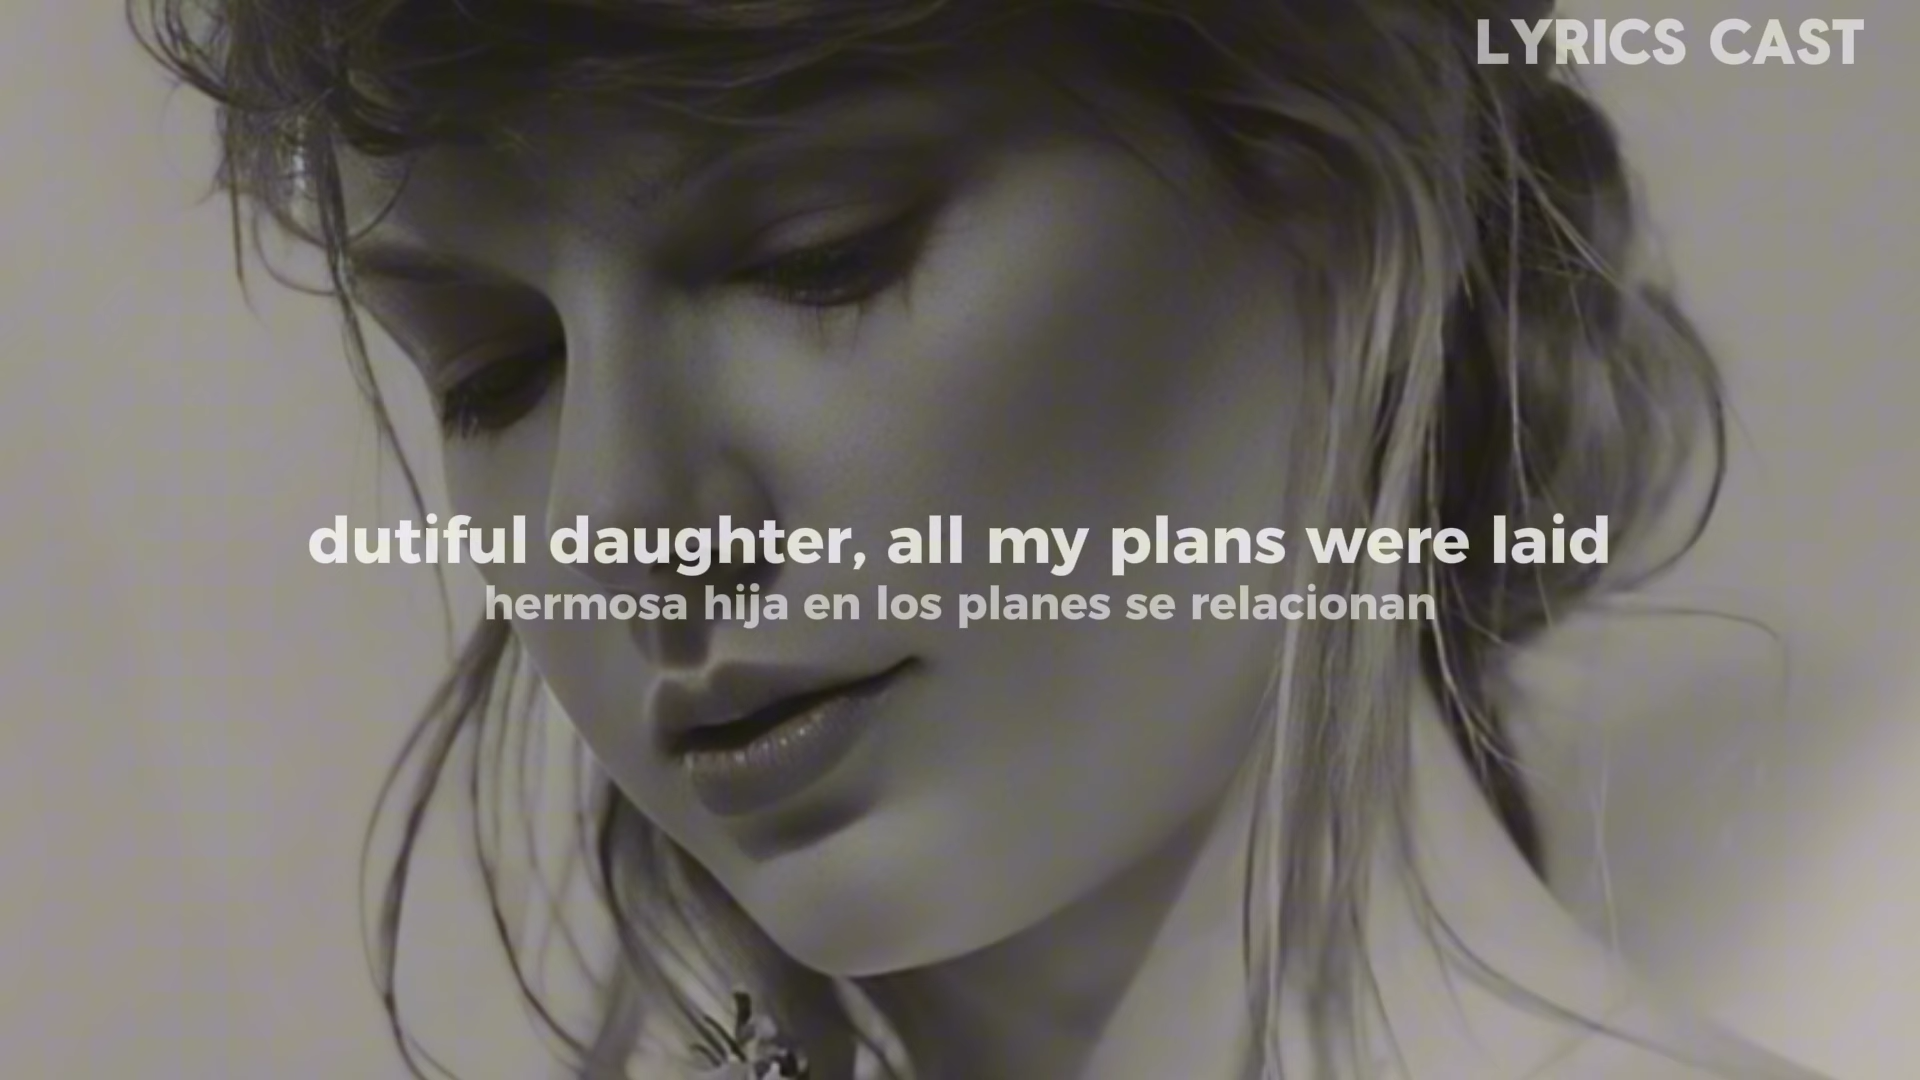 LYRICS CAST
dutiful daughter, all my plans were laid
hermosa hija en los planes se relacionan